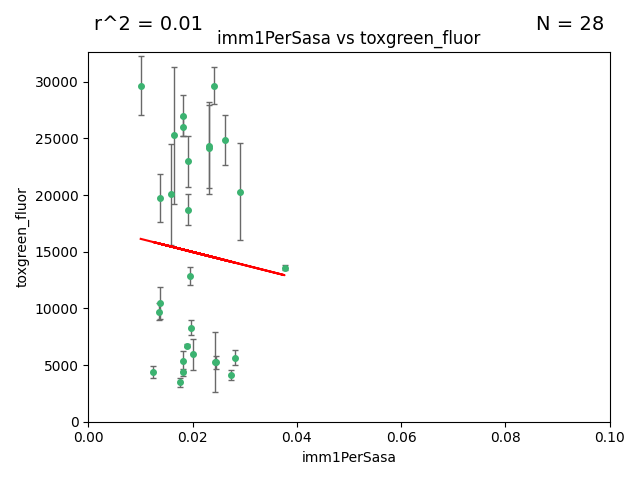 r^2 = 0.01
N = 28
imm1PerSasa vs toxgreen_fluor
toxgreen_fluor
30000
25000
20000
15000
10000
5000
0
0.00 0.02 0.04 0.06 0.08 0.10
imm1PerSasa